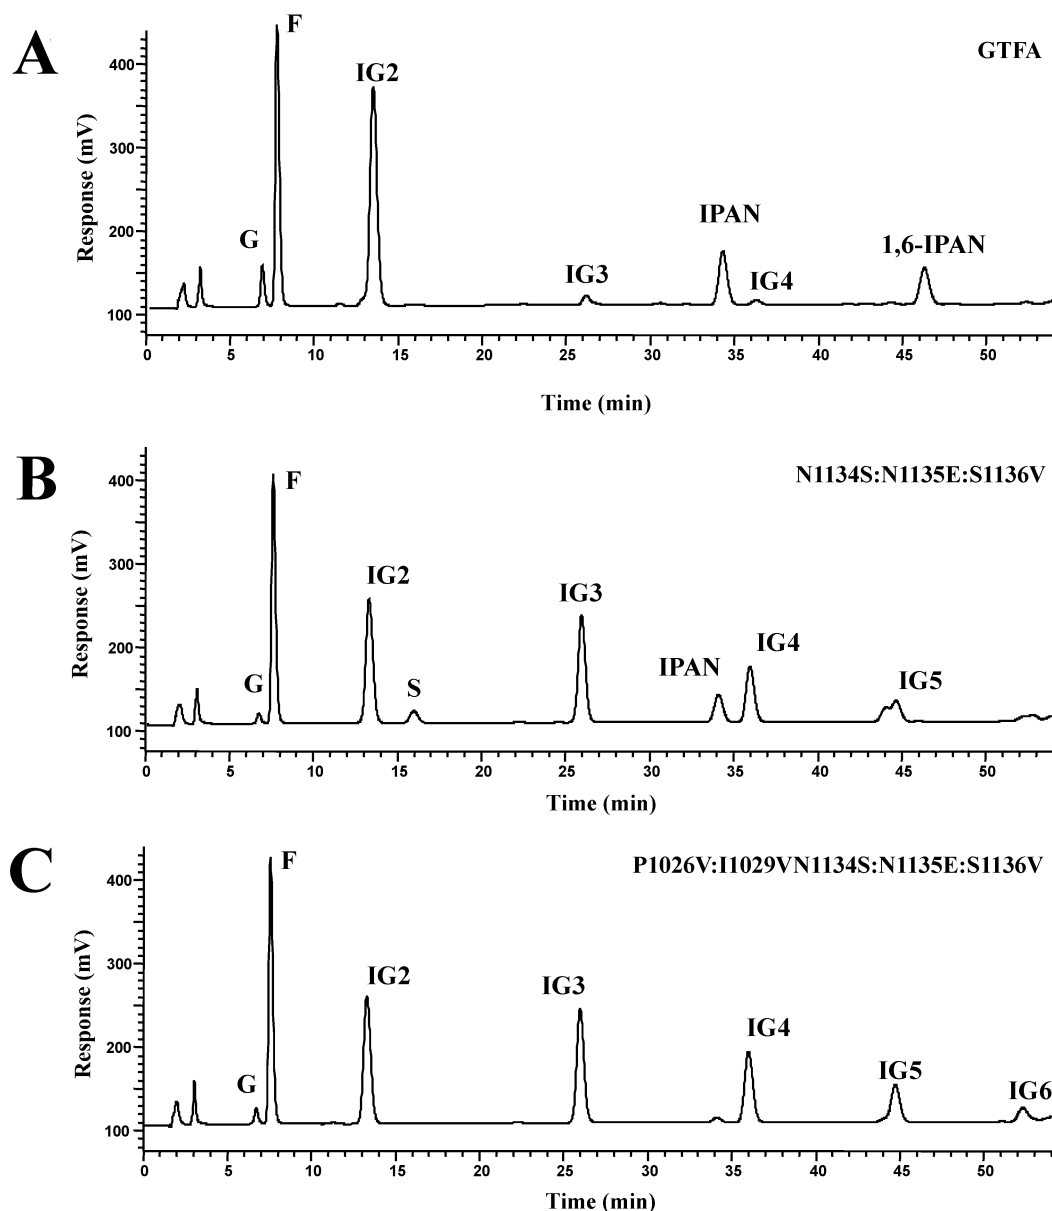 A
GTFA
F
IG2
G
IG3
IPAN
IG4
1,6-IPAN
Response (mV)
400
300
200
100
0 5 10 15 20 25 30 35 40 45 50
Time (min)
B
N1134S:N1135E:S1136V
F
IG2
G
S
IG3
IPAN
IG4
IG5
Response (mV)
400
300
200
100
0 5 10 15 20 25 30 35 40 45 50
Time (min)
C
P1026V:I1029VN1134S:N1135E:S1136V
F
IG2
G
IG3
IG4
IG5
IG6
Response (mV)
400
300
200
100
0 5 10 15 20 25 30 35 40 45 50
Time (min)